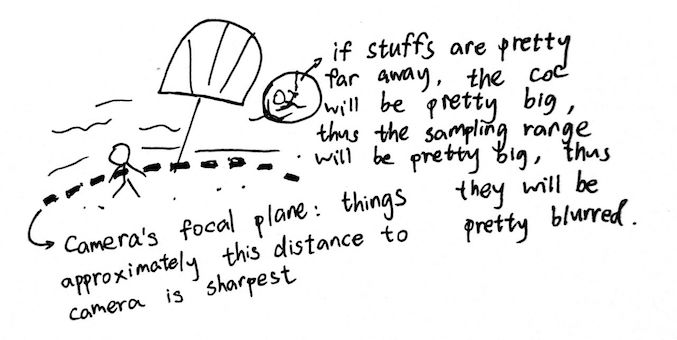 if stuffs are pretty
far away, the CoC
will be pretty big,
thus the sampling range
will be pretty big, thus
they will be
pretty blurred.
Camera's focal plane: things
approximately this distance to
camera is sharpest